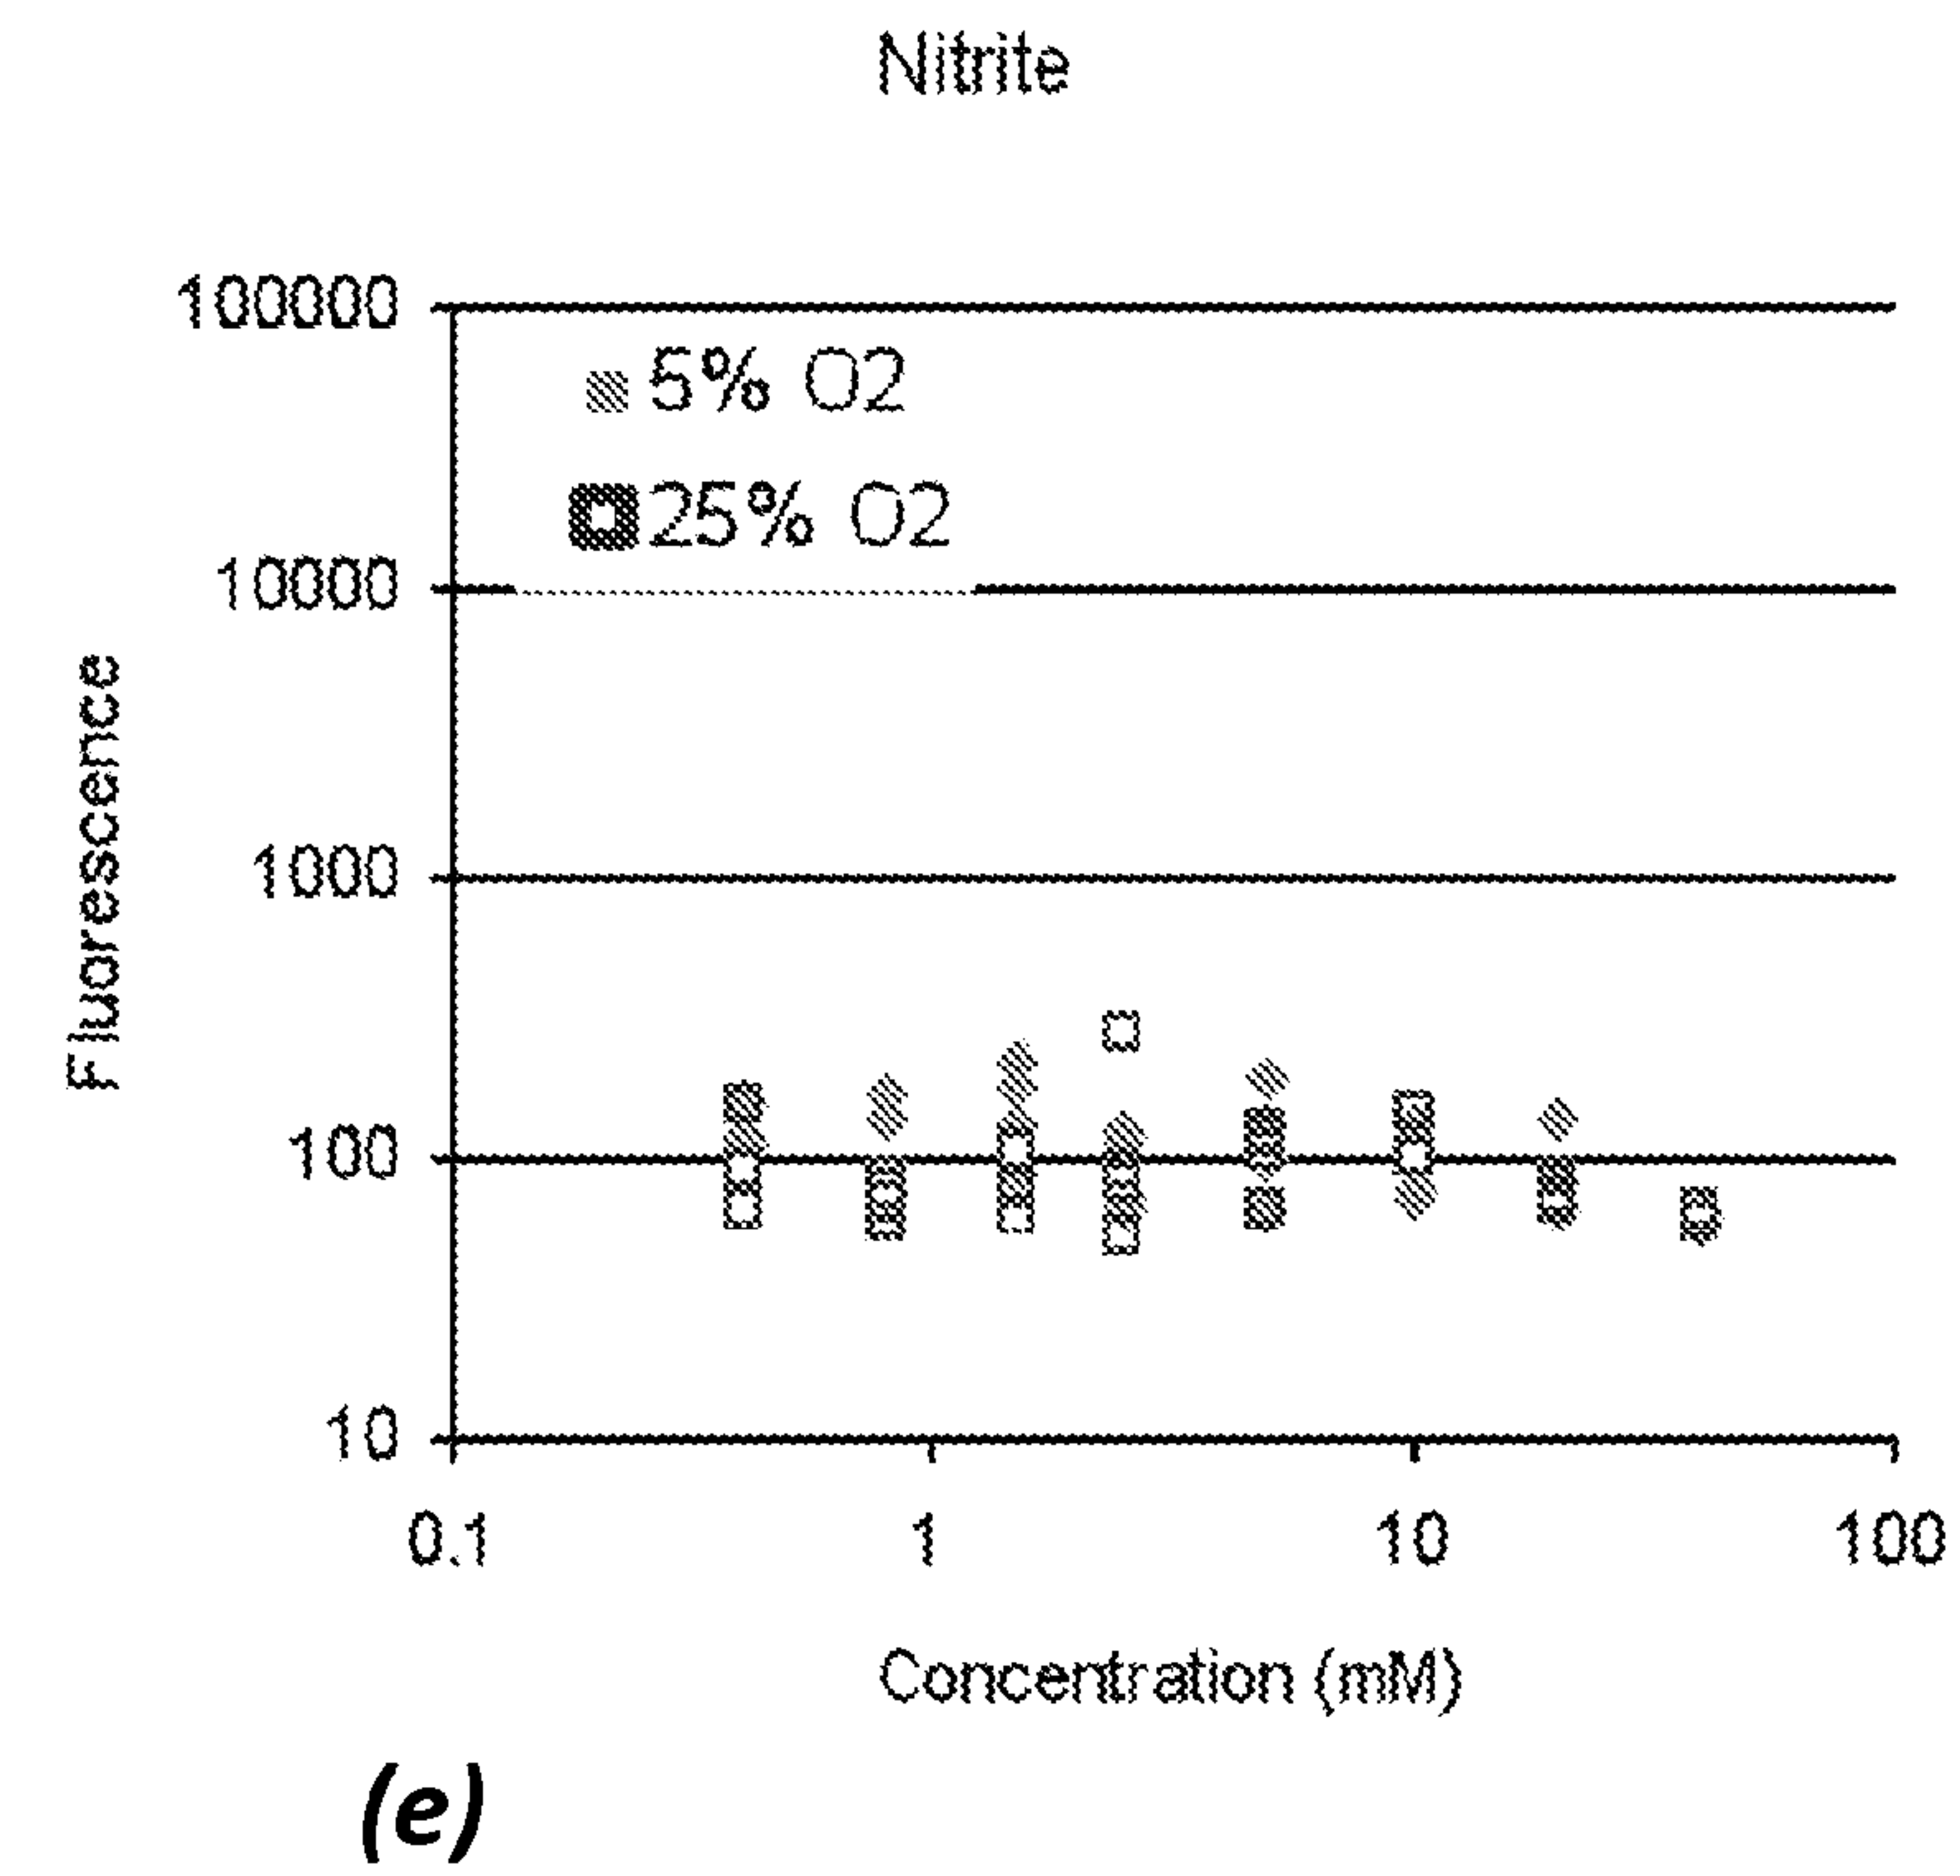 Nitrite
100000
5% O2
25% O2
10000
Fluorescence
1000
100
10
0.1 1 10 100
Concentration (mM)
(e)